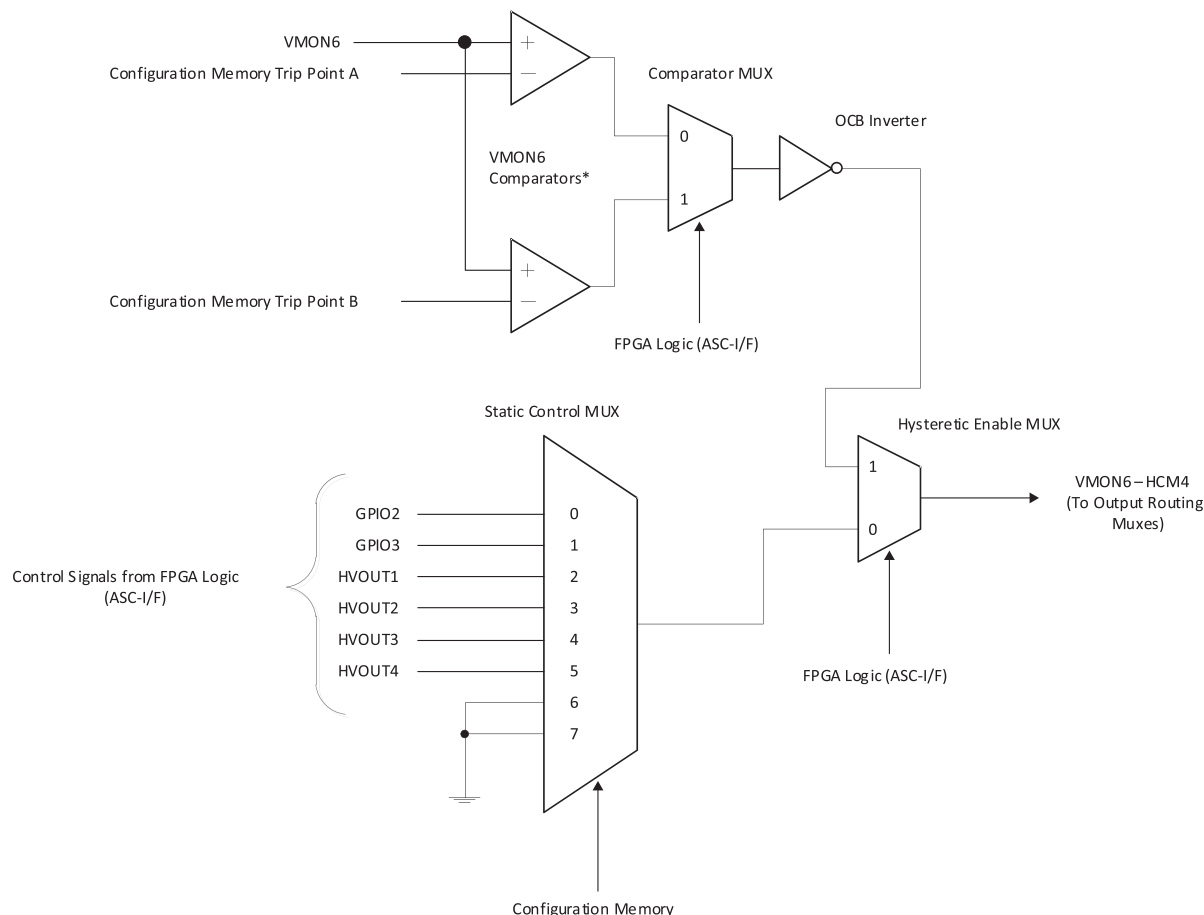 VMON6
+
Configuration Memory Trip Point A
−
Comparator MUX
0
OCB Inverter
VMON6
Comparators*
1
+
Configuration Memory Trip Point B
−
FPGA Logic (ASC-I/F)
Static Control MUX
Hysteretic Enable MUX
1
VMON6–HCM4
(To Output Routing
Muxes)
0
GPIO2
0
GPIO3
1
Control Signals from FPGA Logic
(ASC-I/F)
HVOUT1
2
HVOUT2
3
HVOUT3
4
HVOUT4
5
6
7
FPGA Logic (ASC-I/F)
Configuration Memory